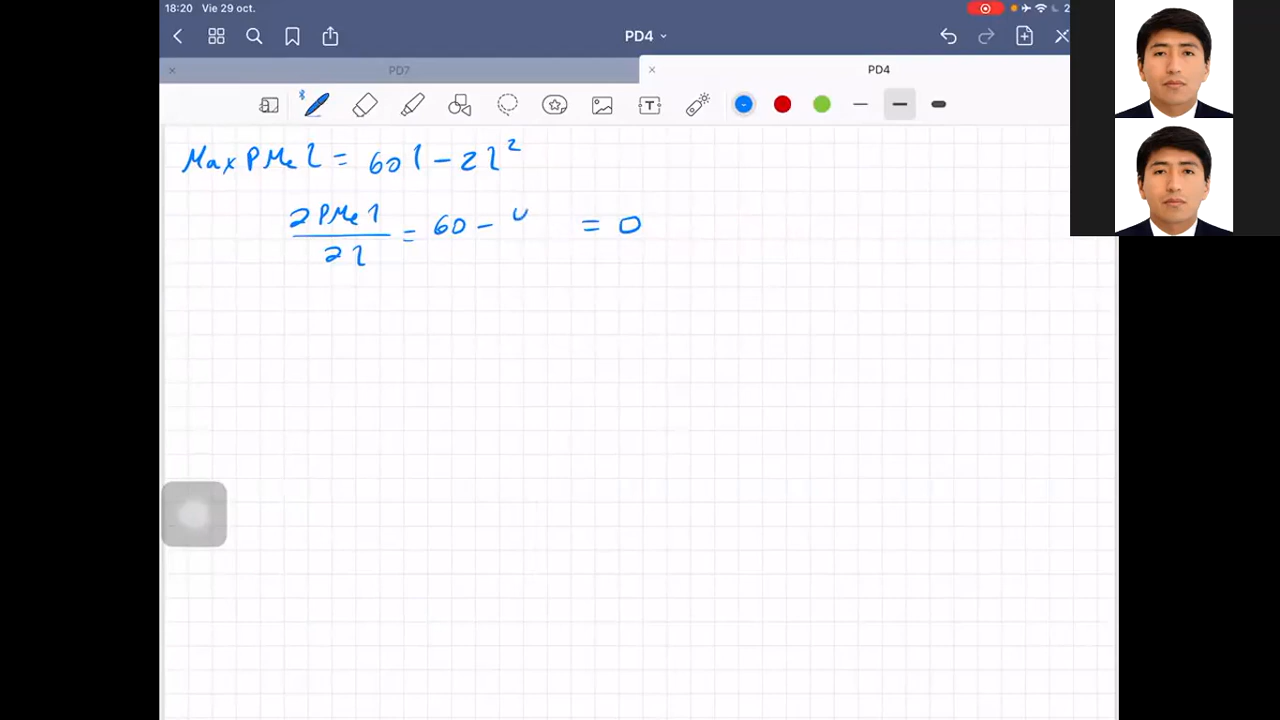 18:20 Vie 29 oct.
PD4
PD7
PD4
Max PMe l = 60l - 2l²
∂PMe l / ∂l = 60 - = 0